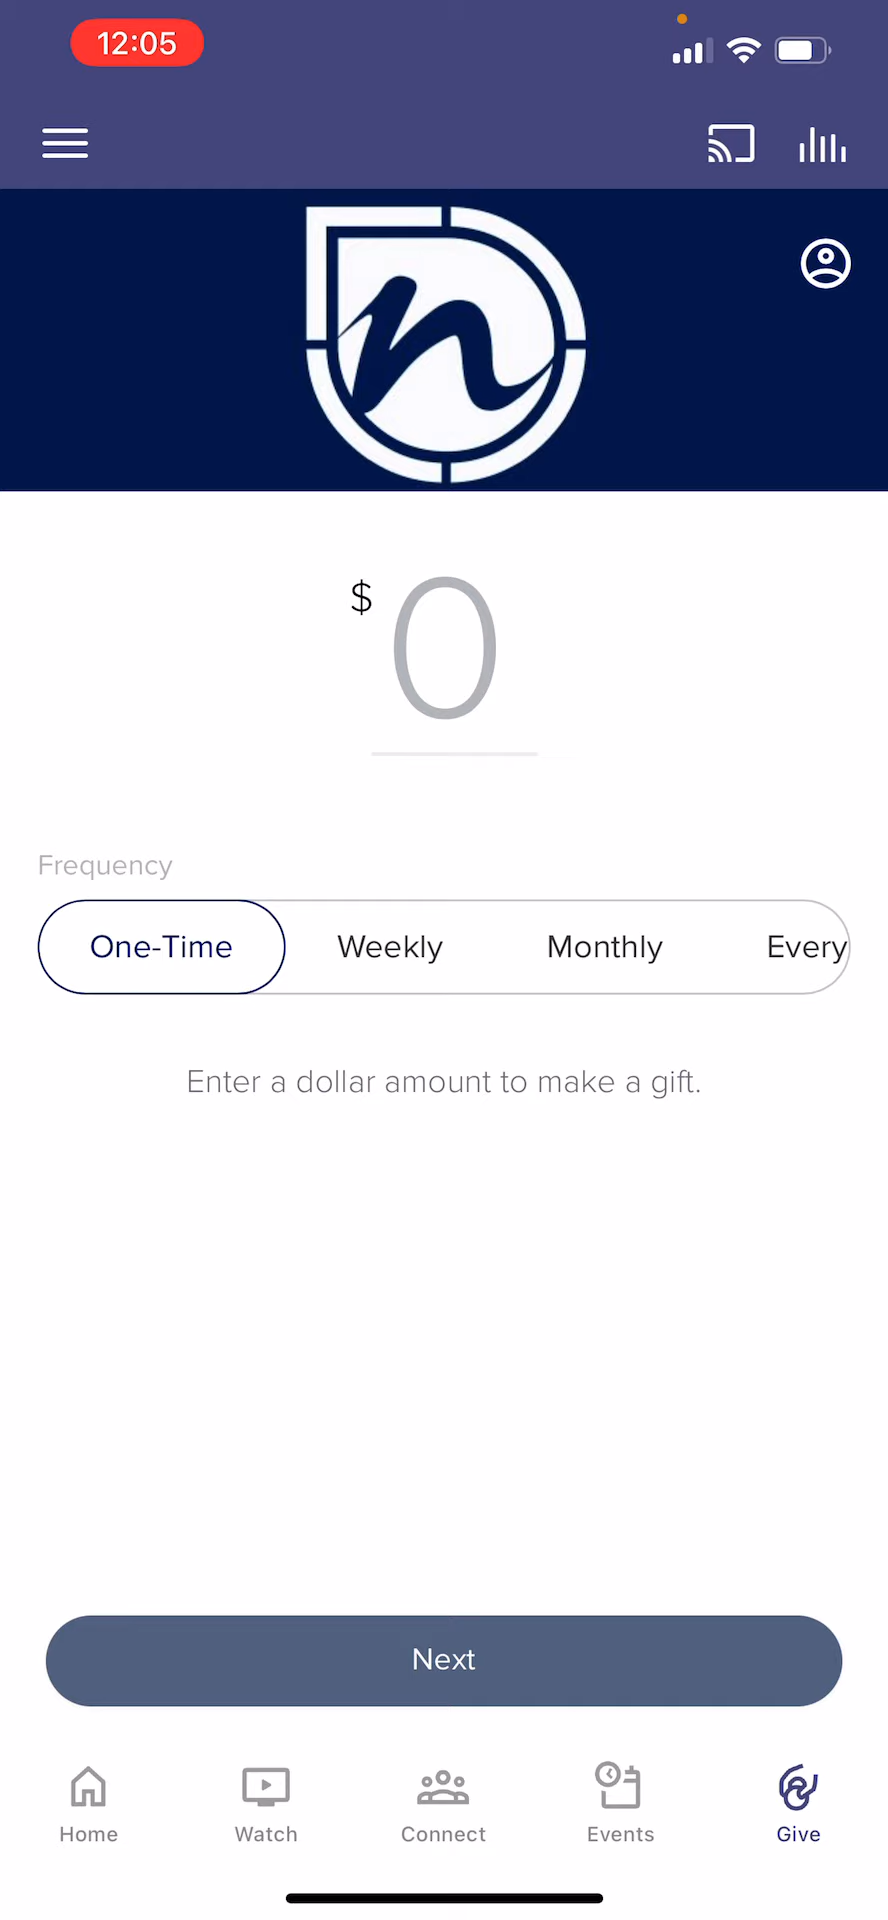 12:05
n
$ 0
Frequency
One-Time Weekly Monthly Every
Enter a dollar amount to make a gift.
Next
Home Watch Connect Events Give